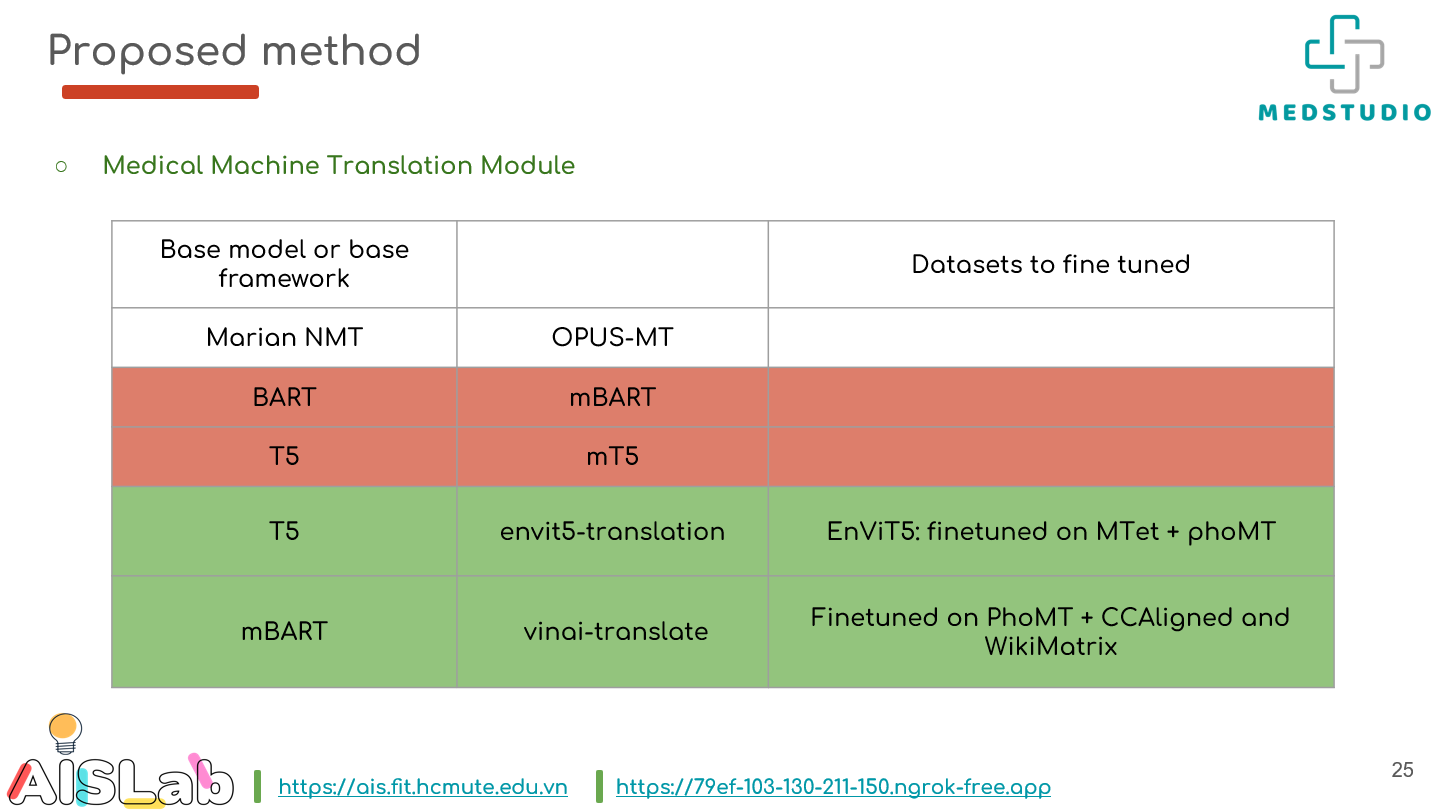 Proposed method
MEDSTUDIO
○ Medical Machine Translation Module
Base model or base
framework
Datasets to fine tuned
Marian NMT
OPUS-MT
BART
mBART
T5
mT5
T5
envit5-translation
EnViT5: finetuned on MTet + phoMT
mBART
vinai-translate
Finetuned on PhoMT + CCAligned and
WikiMatrix
AISLab
https://ais.fit.hcmute.edu.vn
https://79ef-103-130-211-150.ngrok-free.app
25